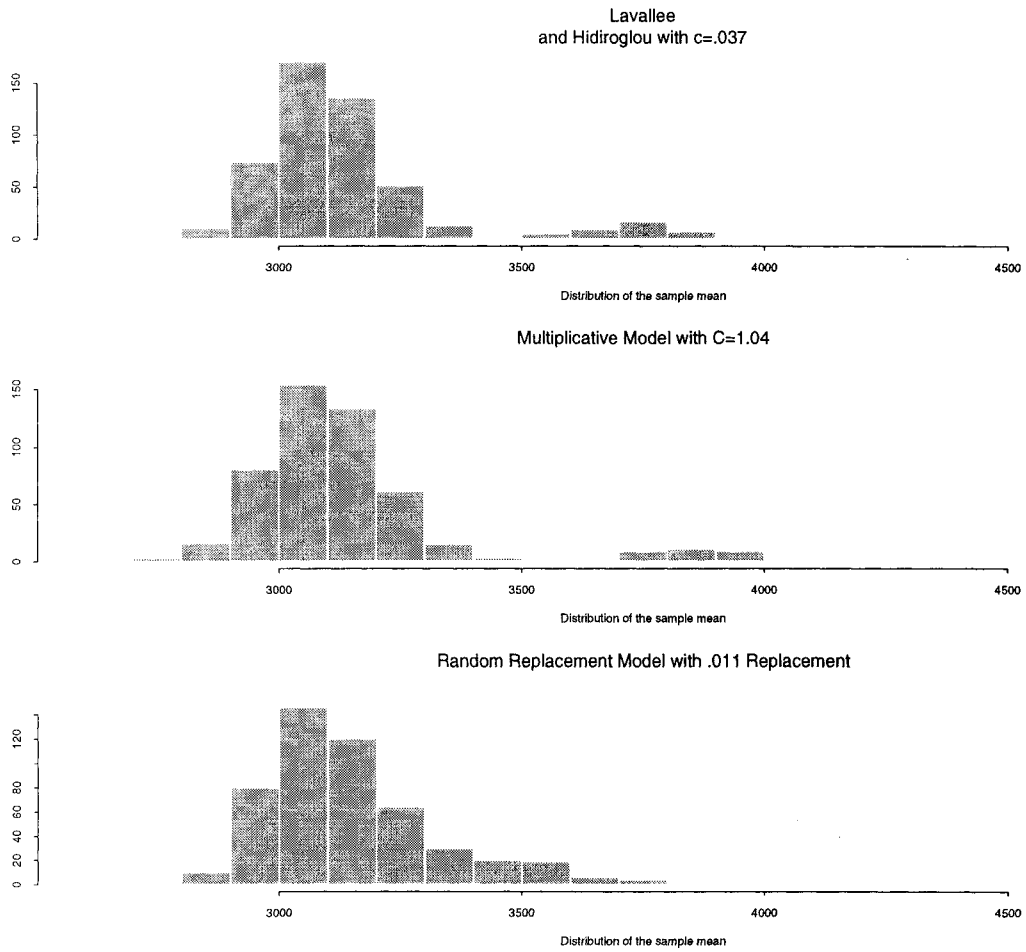 Lavallee
and Hidiroglou with c=.037
150
100
50
0
3000 3500 4000 4500
Distribution of the sample mean
Multiplicative Model with C=1.04
150
100
50
0
3000 3500 4000 4500
Distribution of the sample mean
Random Replacement Model with .011 Replacement
120
80
60
40
20
0
3000 3500 4000 4500
Distribution of the sample mean